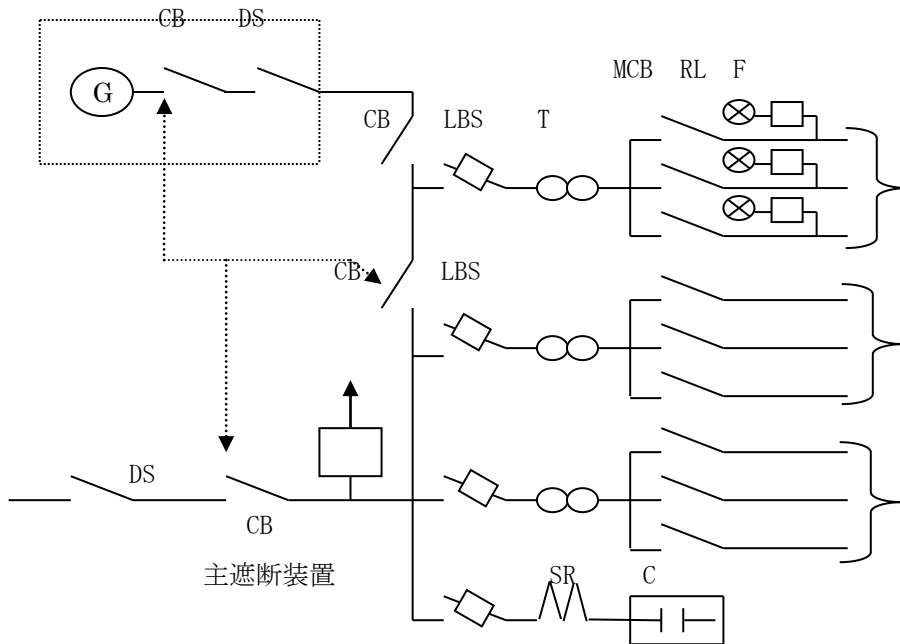 CB DS
MCB RL F
G
CB LBS T
CB LBS
DS
CB
主遮断装置
SR C